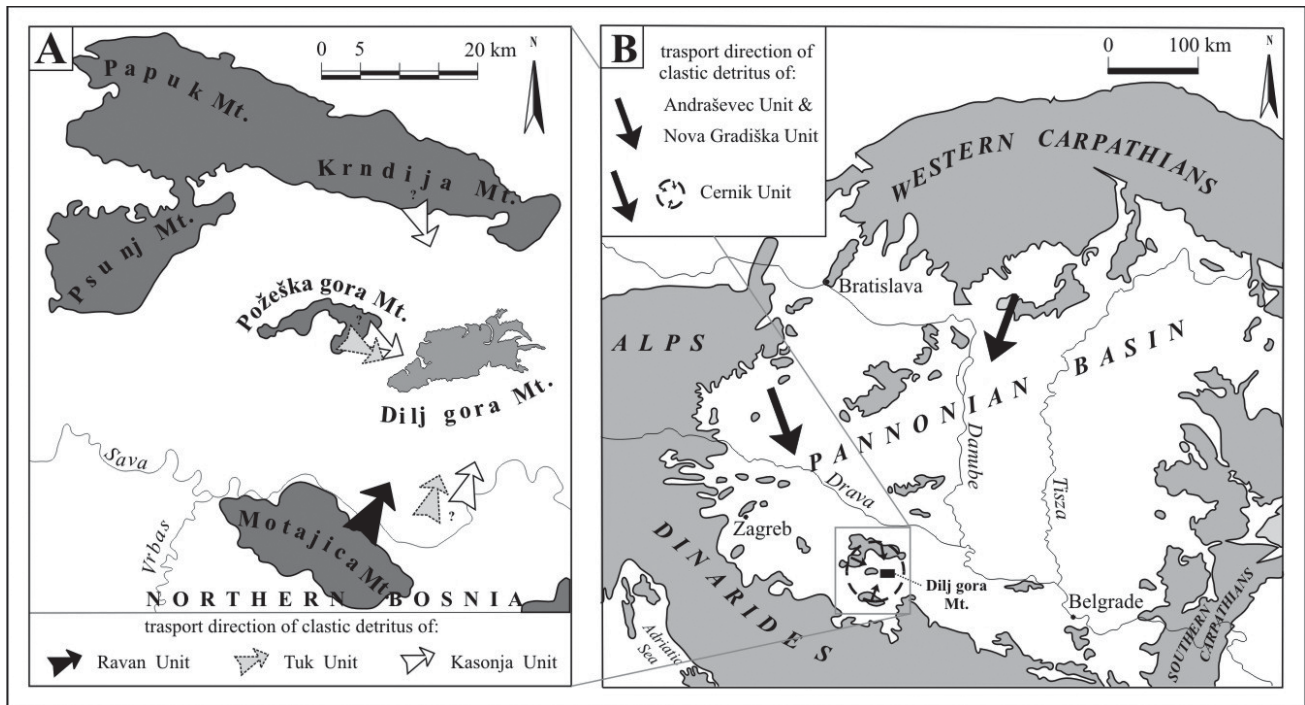 A
0 5 20 km
N
Papuk Mt.
Krndija Mt.
?
Psunj Mt.
Požeška gora Mt.
?
Dilj gora Mt.
Sava
Vrbas
Motajica Mt.
?
NORTHERN BOSNIA
trasport direction of clastic detritus of:
Ravan Unit
Tuk Unit
Kasonja Unit
B
trasport direction of
clastic detritus of:
Andraševec Unit &
Nova Gradiška Unit
Cernik Unit
0 100 km
N
WESTERN CARPATHIANS
Bratislava
ALPS
PANNONIAN BASIN
Danube
Tisza
Drava
Zagreb
DINARIDES
Dilj gora
Mt.
Belgrade
Adriatic
Sea
SOUTHERN
CARPATHIANS